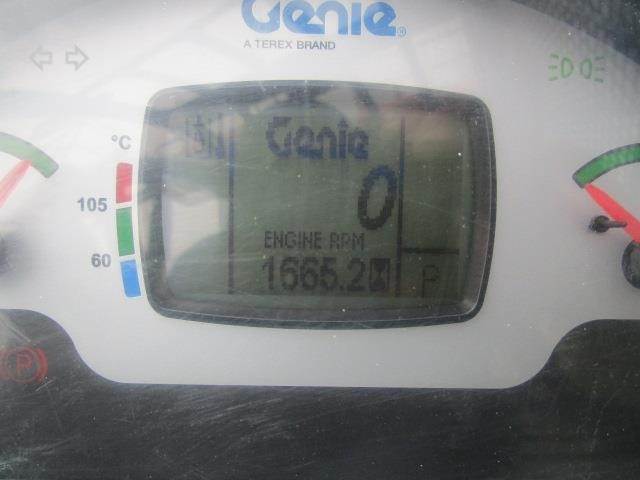 Genie®
A TEREX BRAND
°C
105
60
Genie
0
ENGINE RPM
1665.2
P
P